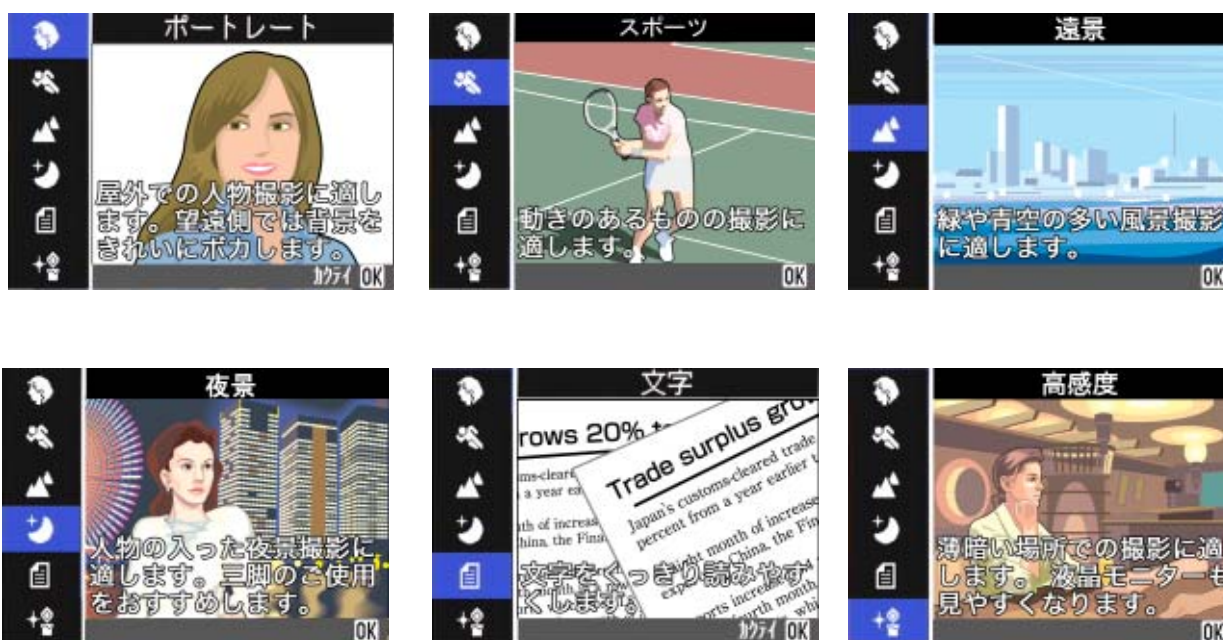 ポートレート
屋外での人物撮影に適し
ます。望遠側では背景を
きれいにボカします。
ｶｸﾃｲ OK
スポーツ
動きのあるものの撮影に
適します。
OK
遠景
緑や青空の多い風景撮影
に適します。
OK
夜景
人物の入った夜景撮影に
適します。三脚のご使用
をおすすめします。
OK
文字
rows 20%
Trade surplus
Japan's customs-cleared trade
percent from a year earlier
month of increase
China, the Fin
文字をくっきり読みやす
くします。
ｶｸﾃｲ OK
高感度
薄暗い場所での撮影に適
します。 液晶モニターも
見やすくなります。
OK